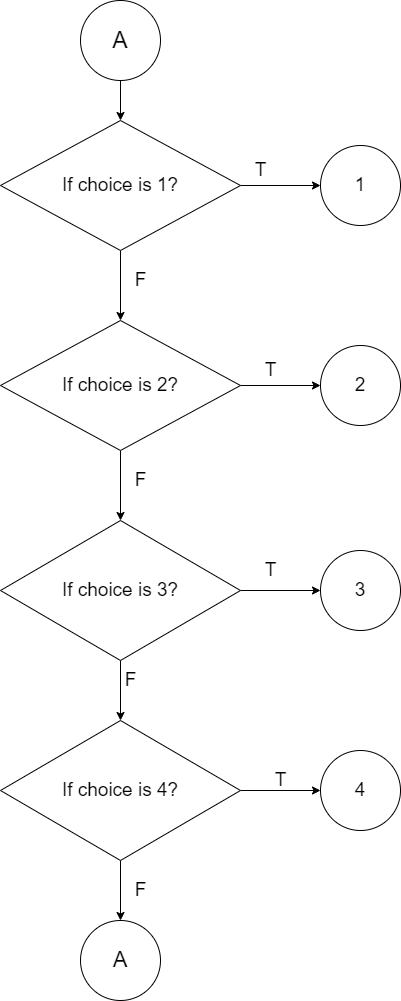 A
If choice is 1?
T
1
F
If choice is 2?
T
2
F
If choice is 3?
T
3
F
If choice is 4?
T
4
F
A